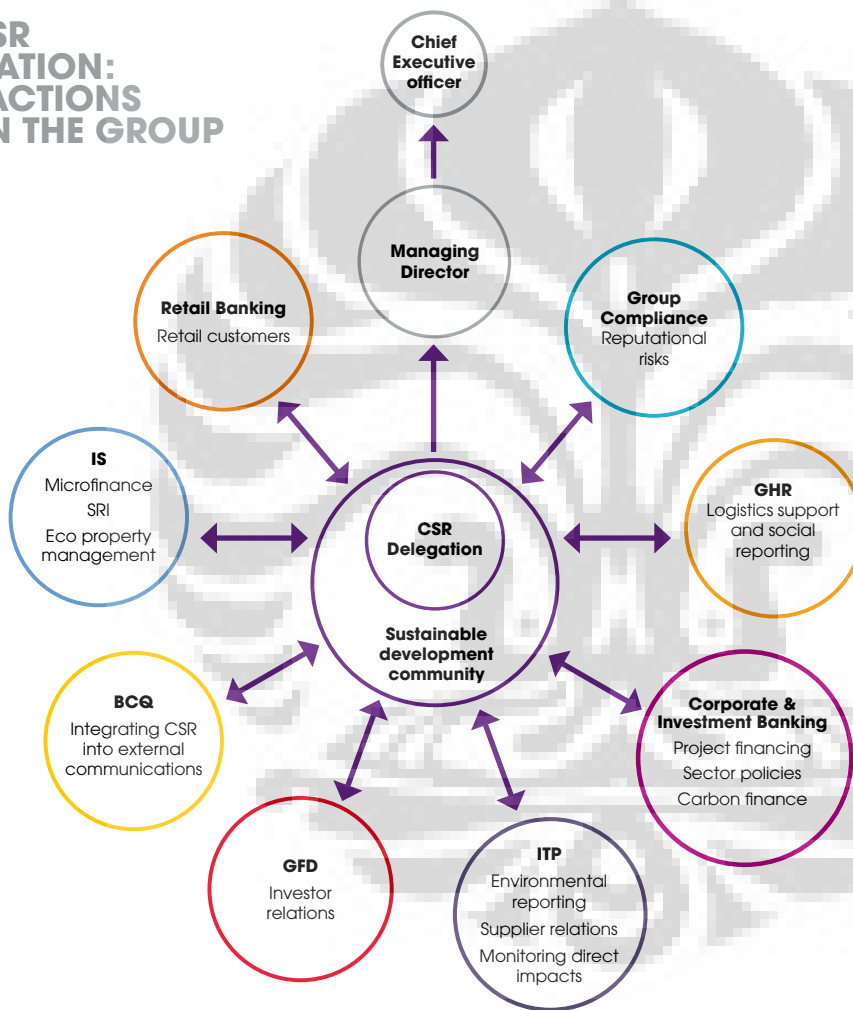 SR
ATION:
ACTIONS
N THE GROUP
Chief
Executive
officer
Managing
Director
Retail Banking
Retail customers
Group
Compliance
Reputational
risks
IS
Microfinance
SRI
Eco property
management
CSR
Delegation
GHR
Logistics support
and social
reporting
Sustainable
development
community
BCQ
Integrating CSR
into external
communications
Corporate &
Investment Banking
Project financing
Sector policies
Carbon finance
GFD
Investor
relations
ITP
Environmental
reporting
Supplier relations
Monitoring direct
impacts